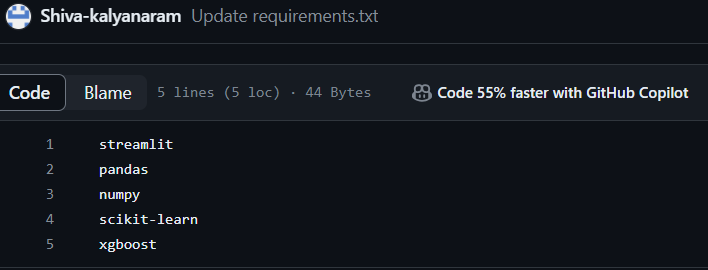 Shiva-kalyanaram Update requirements.txt
Code Blame 5 lines (5 loc) · 44 Bytes Code 55% faster with GitHub Copilot
1 streamlit
2 pandas
3 numpy
4 scikit-learn
5 xgboost